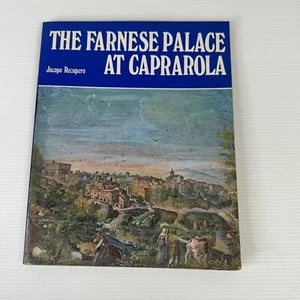 THE FARNESE PALACE
AT CAPRAROLA
Jacopo Recupero